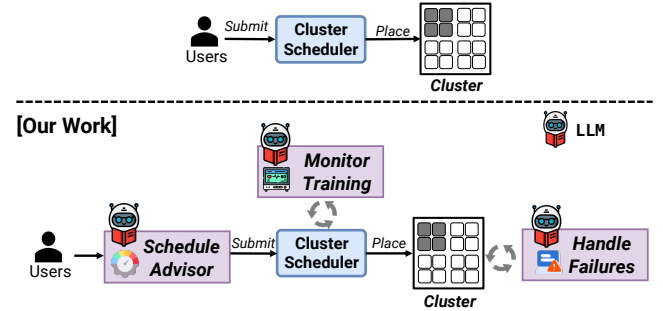 Submit
Place
Cluster
Scheduler
Users
Cluster
[Our Work]
LLM
Monitor
Training
Schedule
Advisor
Submit
Cluster
Scheduler
Place
Handle
Failures
Users
Cluster